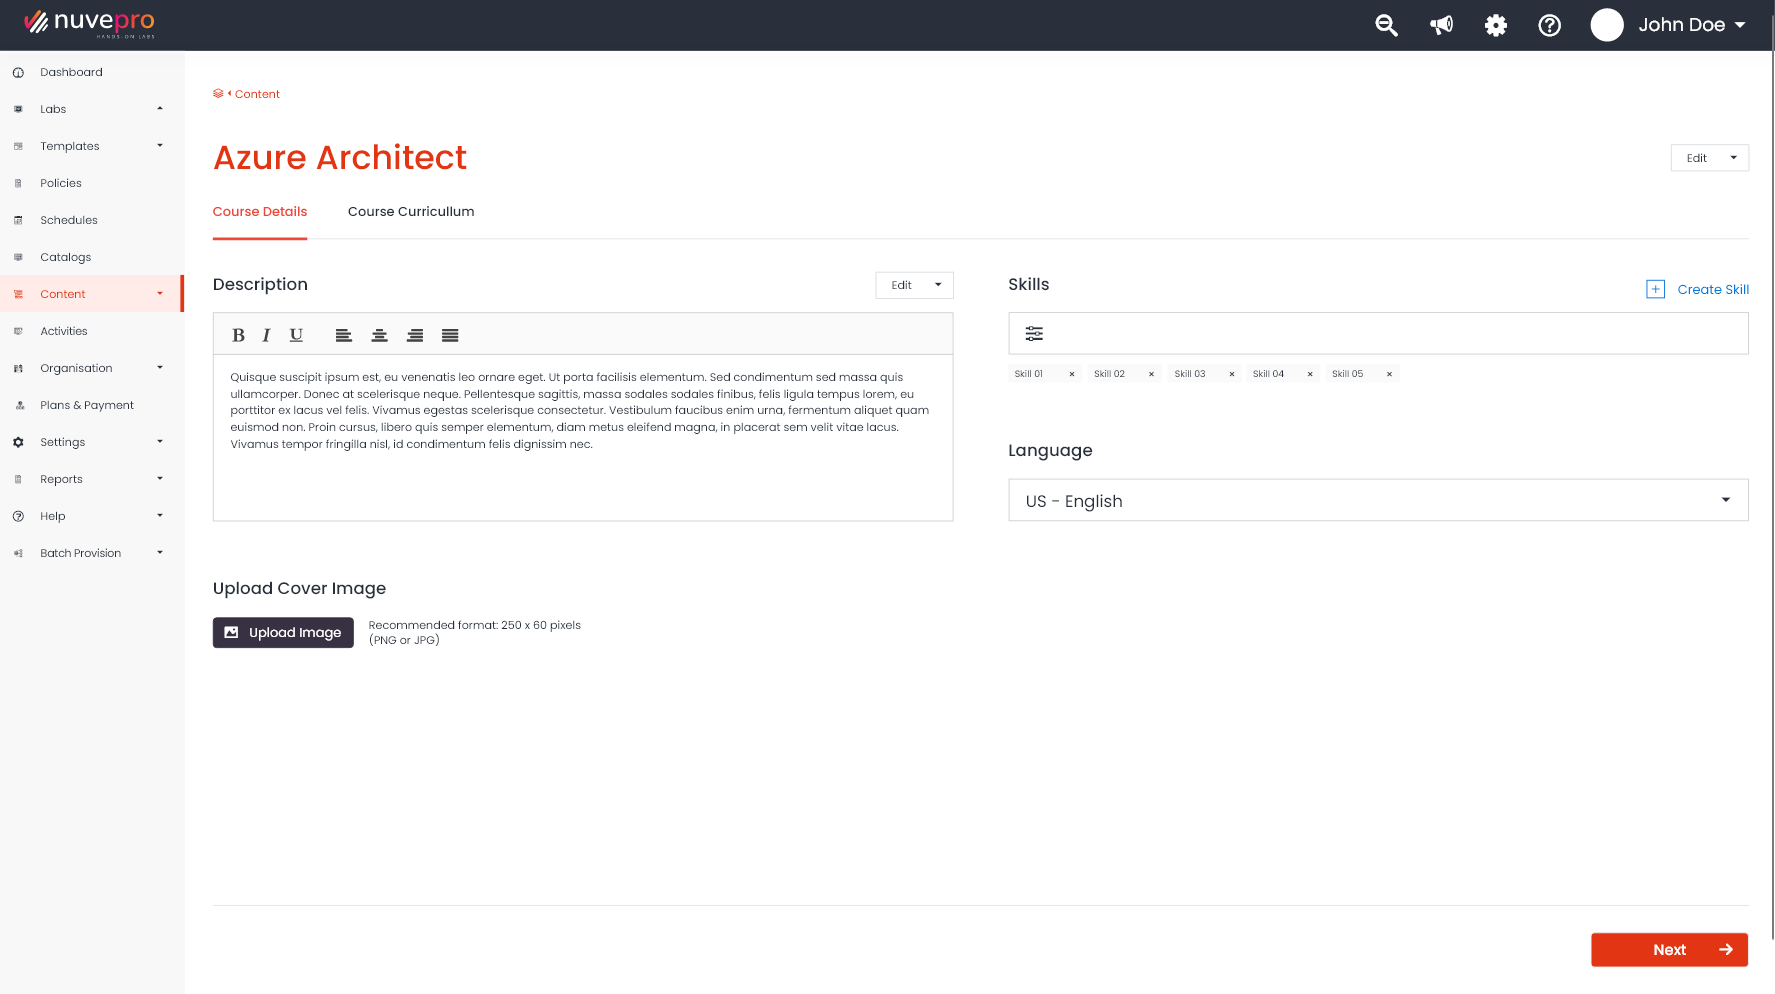 nuvepro
HANDS-ON LABS
John Doe
Dashboard
Labs
Templates
Policies
Schedules
Catalogs
Content
Activities
Organisation
Plans & Payment
Settings
Reports
Help
Batch Provision
Content
Azure Architect
Edit
Course Details
Course Curricullum
Description
Edit
B I U
Quisque suscipit ipsum est, eu venenatis leo ornare eget. Ut porta facilisis elementum. Sed condimentum sed massa quis
ullamcorper. Donec at scelerisque neque. Pellentesque sagittis, massa sodales sodales finibus, felis ligula tempus lorem, eu
porttitor ex lacus vel felis. Vivamus egestas scelerisque consectetur. Vestibulum faucibus enim urna, fermentum aliquet quam
euismod non. Proin cursus, libero quis semper elementum, diam metus eleifend magna, in placerat sem velit vitae lacus.
Vivamus tempor fringilla nisl, id condimentum felis dignissim nec.
Skills
Create Skill
Skill 01 × Skill 02 × Skill 03 × Skill 04 × Skill 05 ×
Language
US - English
Upload Cover Image
Upload Image
Recommended format: 250 x 60 pixels
(PNG or JPG)
Next